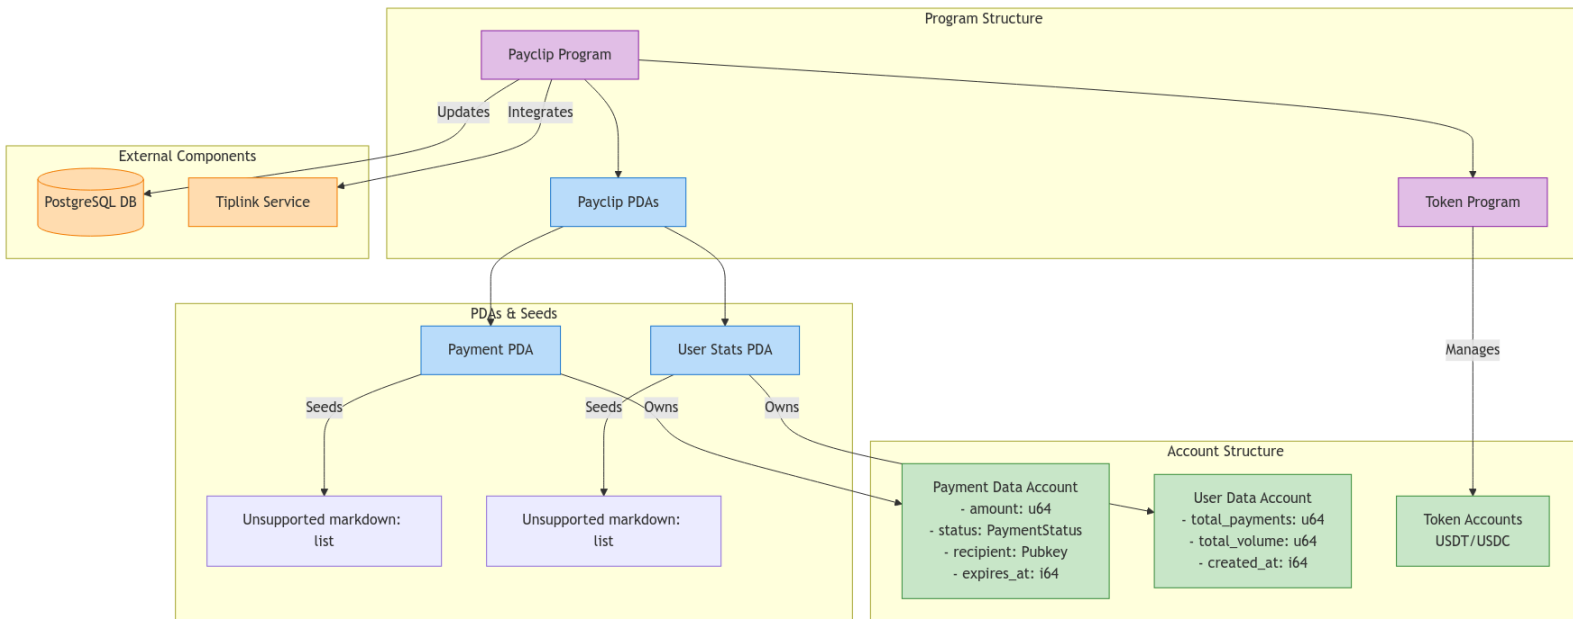 Program Structure
Payclip Program
Updates
Integrates
External Components
PostgreSQL DB
Tiplink Service
Payclip PDAs
Token Program
PDAs & Seeds
Payment PDA
User Stats PDA
Manages
Seeds
Owns
Seeds
Owns
Account Structure
Unsupported markdown:
list
Unsupported markdown:
list
Payment Data Account
- amount: u64
- status: PaymentStatus
- recipient: Pubkey
- expires_at: i64
User Data Account
- total_payments: u64
- total_volume: u64
- created_at: i64
Token Accounts
USDT/USDC